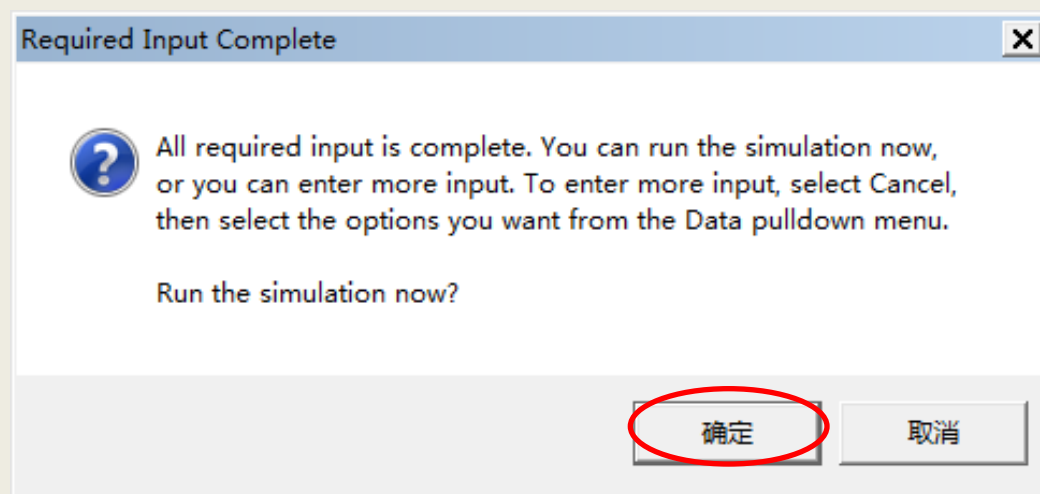 Required Input Complete
All required input is complete. You can run the simulation now,
or you can enter more input. To enter more input, select Cancel,
then select the options you want from the Data pulldown menu.
Run the simulation now?
确定
取消